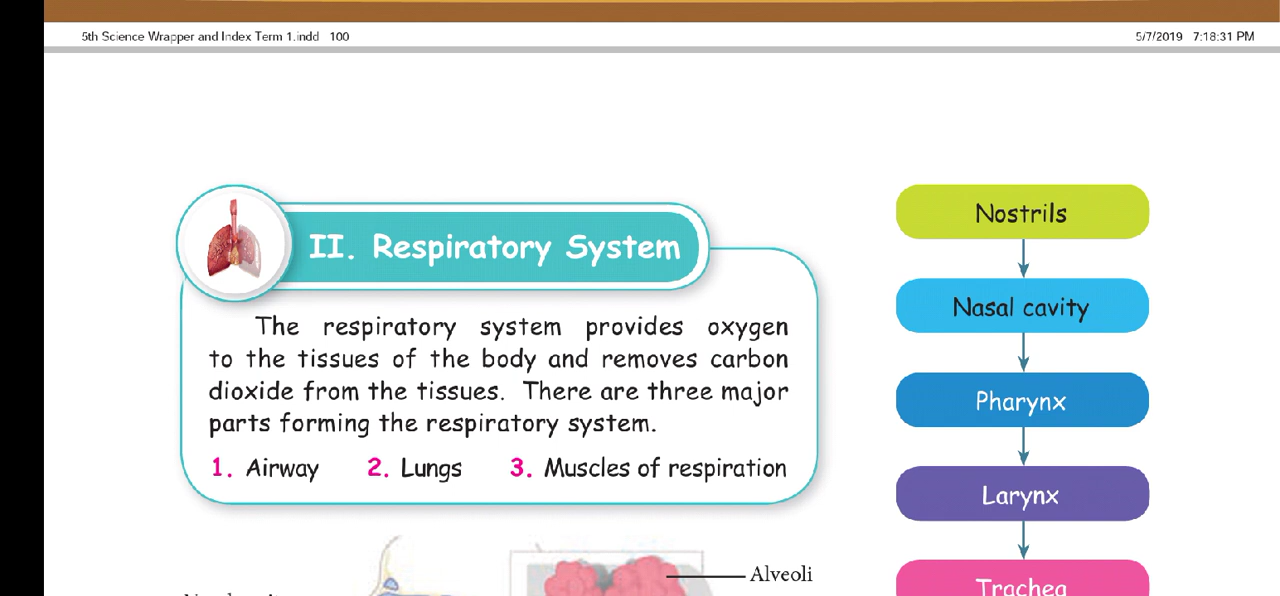 5th Science Wrapper and Index Term 1.indd 100
5/7/2019 7:18:31 PM
II. Respiratory System
The respiratory system provides oxygen
to the tissues of the body and removes carbon
dioxide from the tissues. There are three major
parts forming the respiratory system.
1. Airway 2. Lungs 3. Muscles of respiration
Alveoli
Nostrils
Nasal cavity
Pharynx
Larynx
Trachea